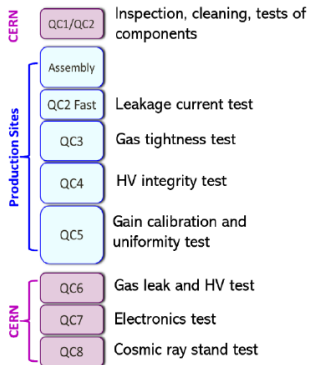 CERN
QC1/QC2
Inspection, cleaning, tests of
components
Production Sites
Assembly
QC2 Fast
Leakage current test
QC3
Gas tightness test
QC4
HV integrity test
QC5
Gain calibration and
uniformity test
CERN
QC6
Gas leak and HV test
QC7
Electronics test
QC8
Cosmic ray stand test